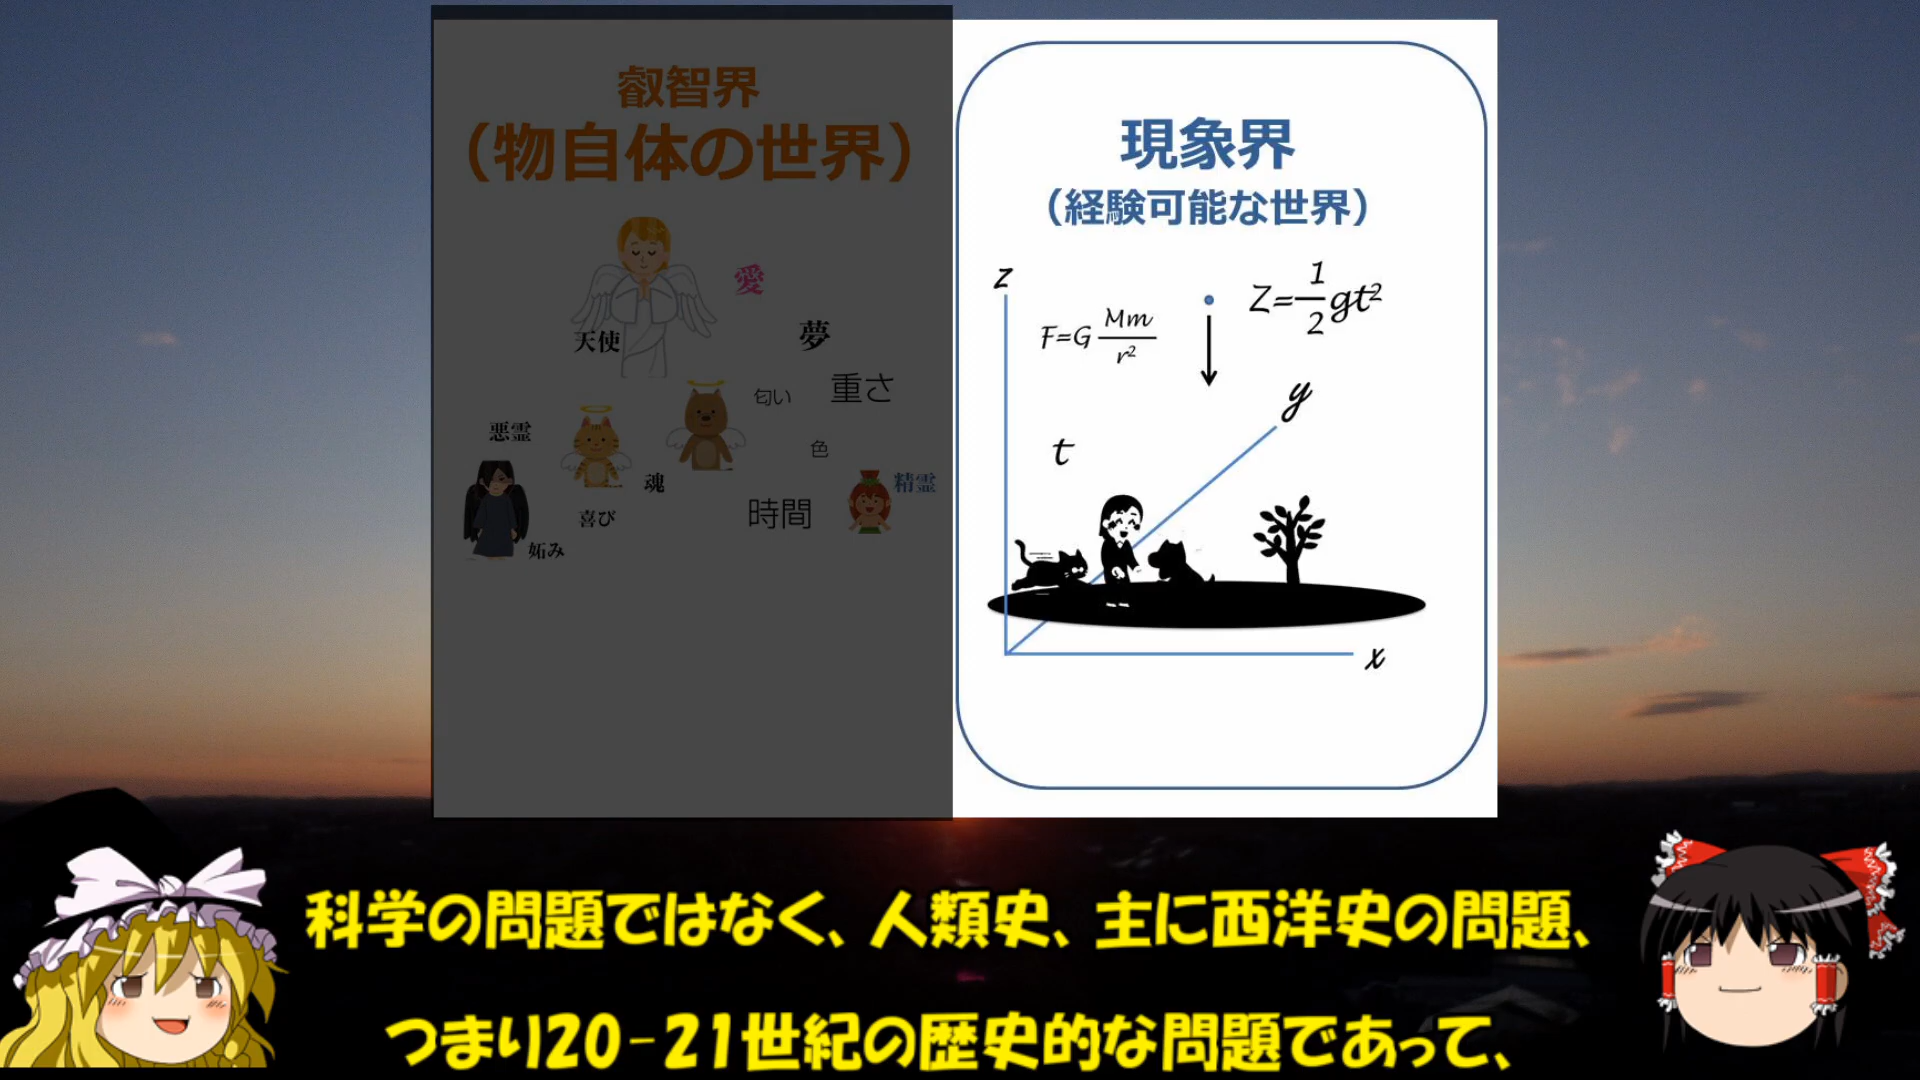 叡智界
（物自体の世界）
天使
愛
夢
匂い
重さ
悪霊
色
魂
精霊
喜び
時間
妬み
現象界
（経験可能な世界）
z
F=G Mm/r²
Z=1/2gt²
y
t
x
科学の問題ではなく、人類史、主に西洋史の問題、
つまり20-21世紀の歴史的な問題であって、